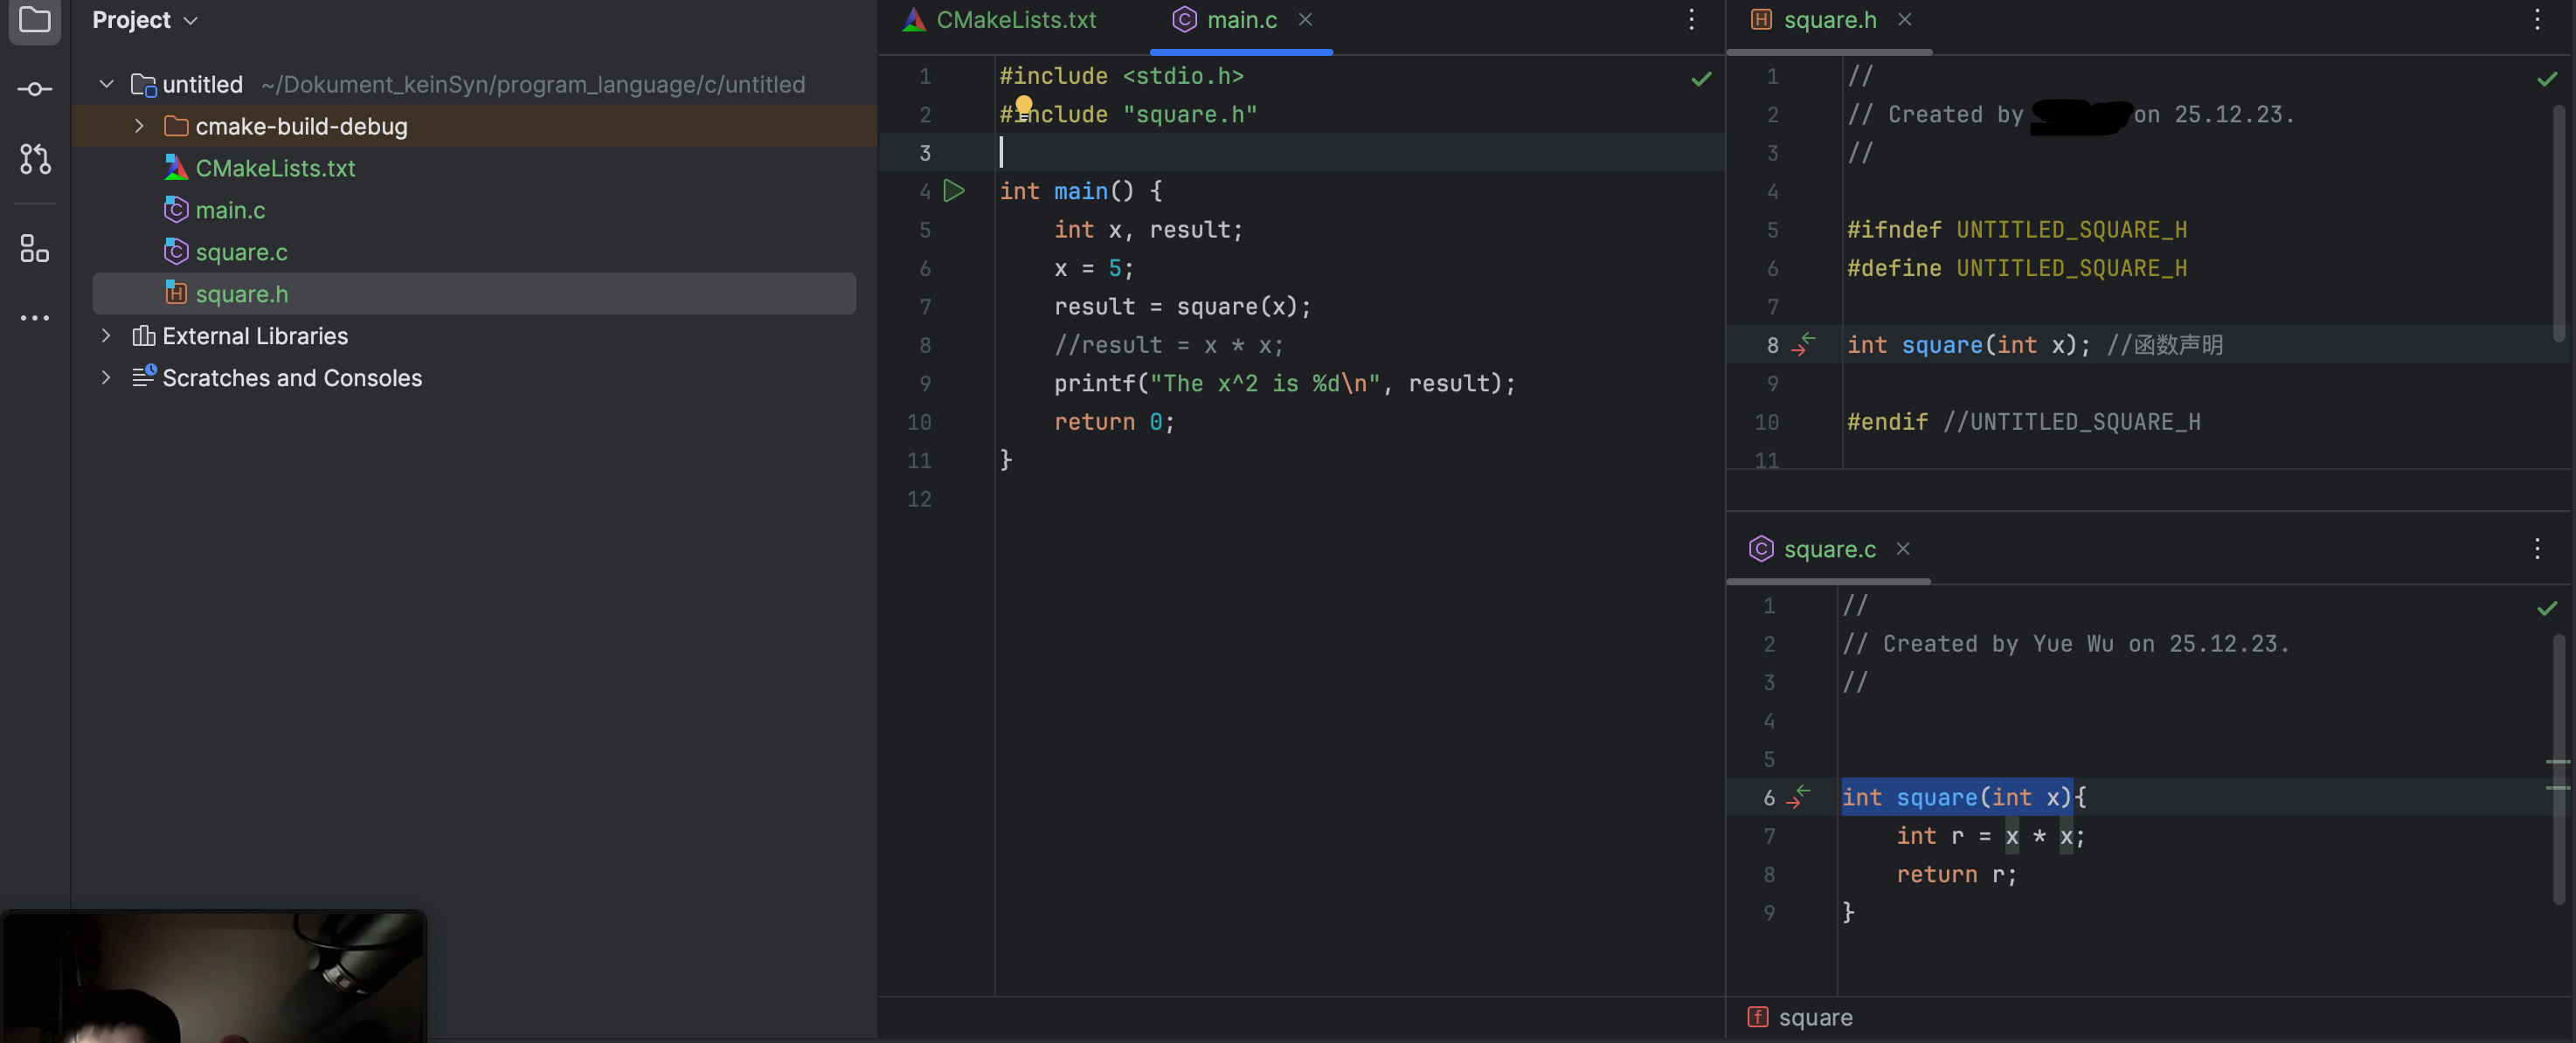 Project
untitled ~/Dokument_keinSyn/program_language/c/untitled
cmake-build-debug
CMakeLists.txt
main.c
square.c
square.h
External Libraries
Scratches and Consoles
CMakeLists.txt
main.c
1 #include <stdio.h>
2 #include "square.h"
3
4 int main() {
5 int x, result;
6 x = 5;
7 result = square(x);
8 //result = x * x;
9 printf("The x^2 is %d\n", result);
10 return 0;
11 }
12
square.h
1 //
2 // Created by on 25.12.23.
3 //
4
5 #ifndef UNTITLED_SQUARE_H
6 #define UNTITLED_SQUARE_H
7
8 int square(int x); //函数声明
9
10 #endif //UNTITLED_SQUARE_H
11
square.c
1 //
2 // Created by Yue Wu on 25.12.23.
3 //
4
5
6 int square(int x){
7 int r = x * x;
8 return r;
9 }
square